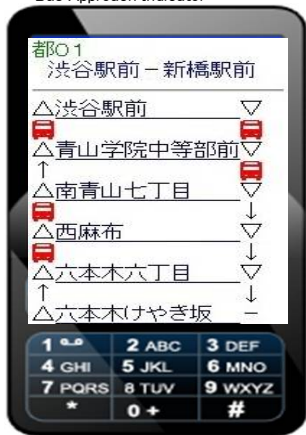 Bus Approach Indicator
都01
渋谷駅前－新橋駅前
△渋谷駅前 ▽
△青山学院中等部前▽
↑
△南青山七丁目 ▽
↓
△西麻布 ▽
↓
△六本木六丁目 ▽
↑ ↓
△六本木けやき坂 －
1 2 ABC 3 DEF
4 GHI 5 JKL 6 MNO
7 PQRS 8 TUV 9 WXYZ
* 0 + #